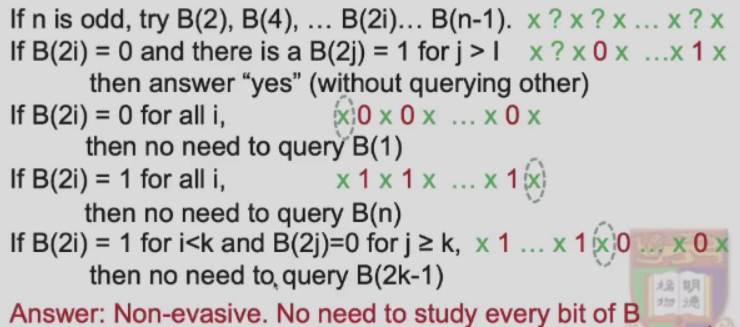 If n is odd, try B(2), B(4), … B(2i)… B(n-1). x ? x ? x … x ? x
If B(2i) = 0 and there is a B(2j) = 1 for j > I x ? x 0 x …x 1 x
then answer “yes” (without querying other)
If B(2i) = 0 for all i, x 0 x 0 x … x 0 x
then no need to query B(1)
If B(2i) = 1 for all i, x 1 x 1 x … x 1 x
then no need to query B(n)
If B(2i) = 1 for i<k and B(2j)=0 for j ≥ k, x 1 … x 1 x 0 … x 0 x
then no need to query B(2k-1)
Answer: Non-evasive. No need to study every bit of B